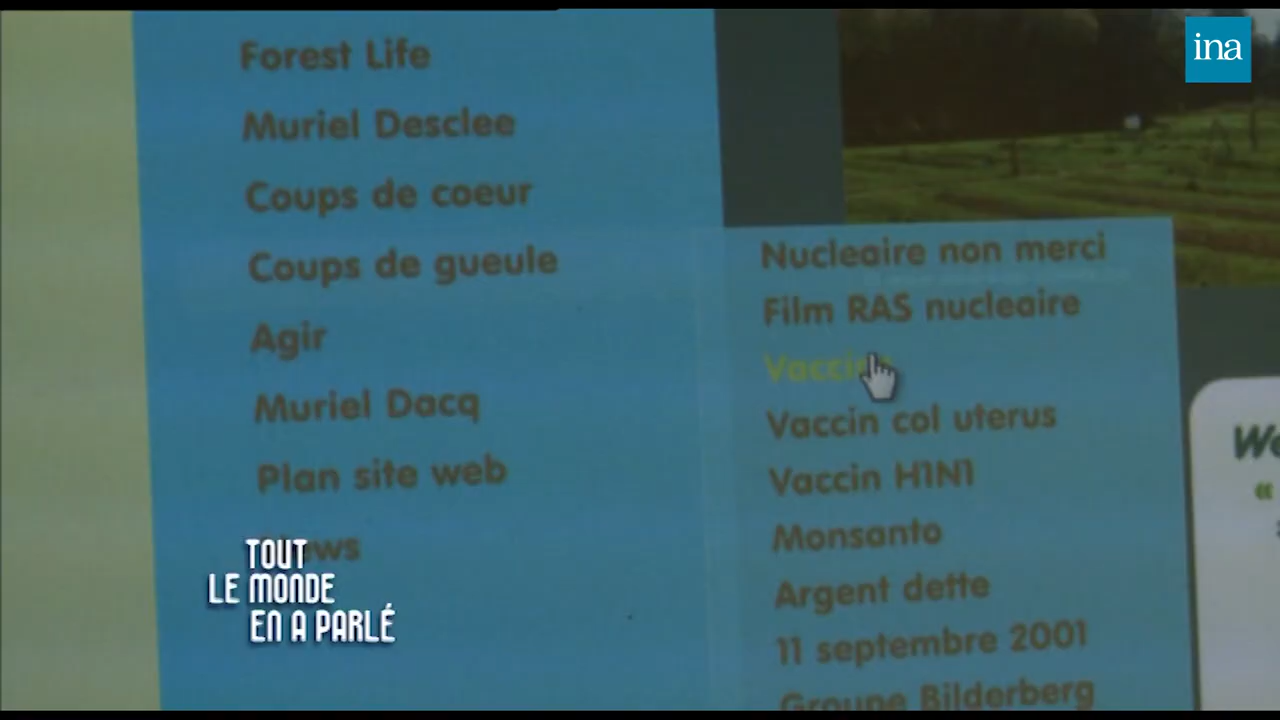 ina
Forest Life
Muriel Desclee
Coups de coeur
Coups de gueule
Agir
Muriel Dacq
Plan site web
Nucleaire non merci
Film RAS nucleaire
Vaccin col uterus
Vaccin H1N1
Monsanto
Argent dette
11 septembre 2001
Groupe Bilderberg
TOUT
LE MONDE
EN A PARLÉ